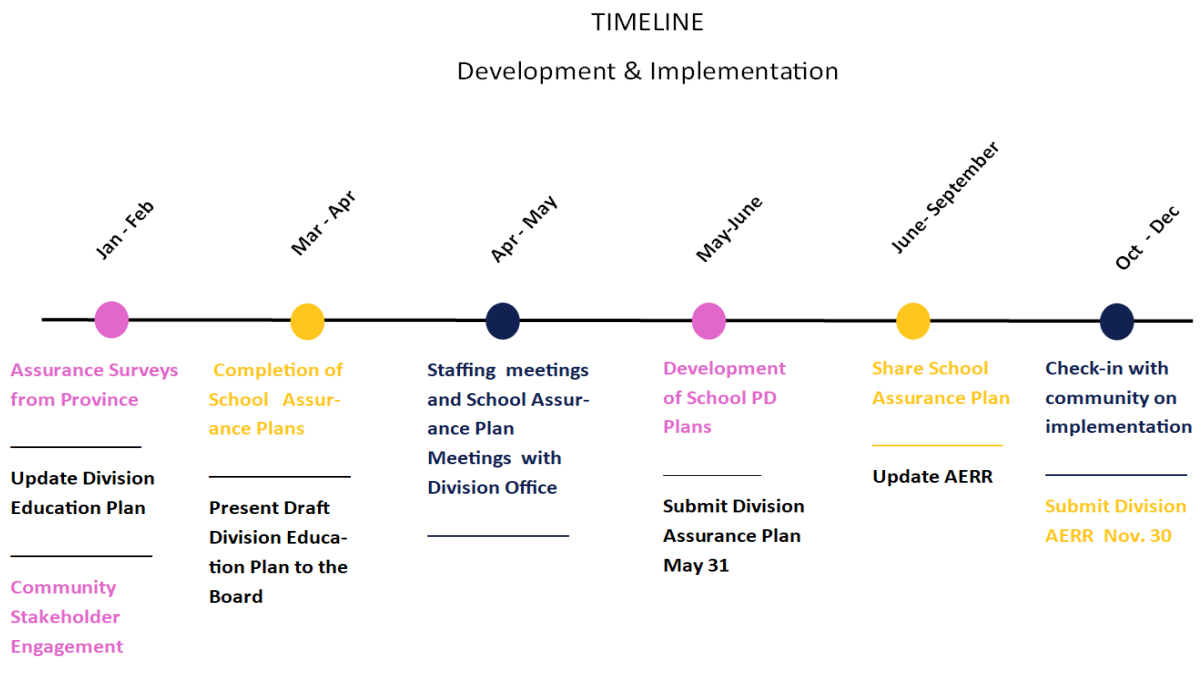 TIMELINE
Development & Implementation
Jan - Feb
Mar - Apr
Apr - May
May-June
June- September
Oct - Dec
Assurance Surveys
from Province
Update Division
Education Plan
Community
Stakeholder
Engagement
Completion of
School Assur-
ance Plans
Present Draft
Division Educa-
tion Plan to the
Board
Staffing meetings
and School Assur-
ance Plan
Meetings with
Division Office
Development
of School PD
Plans
Submit Division
Assurance Plan
May 31
Share School
Assurance Plan
Update AERR
Check-in with
community on
implementation
Submit Division
AERR Nov. 30